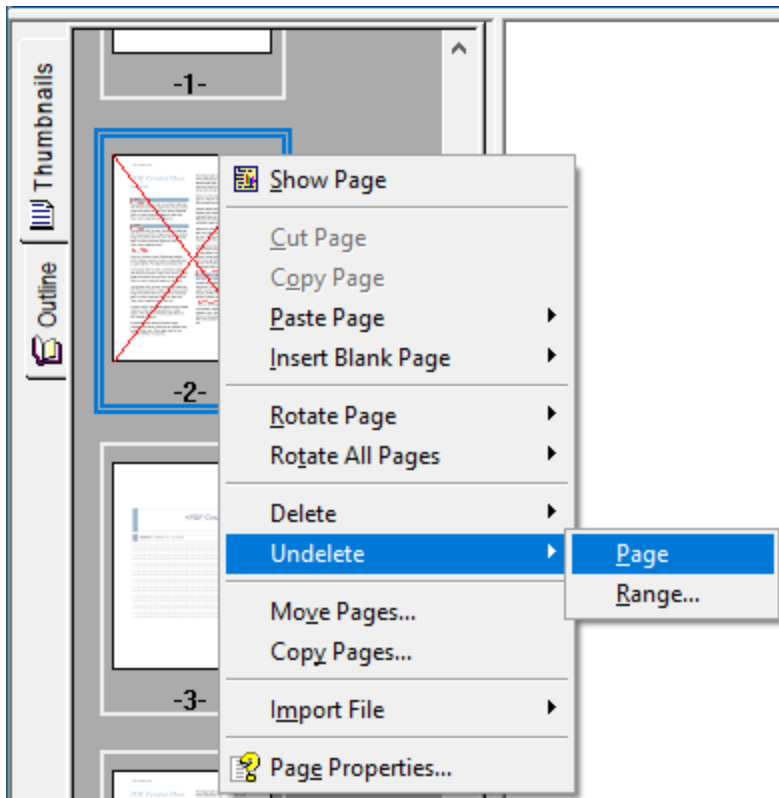 Thumbnails
Outline
-1-
-2-
-3-
Show Page
Cut Page
Copy Page
Paste Page
Insert Blank Page
Rotate Page
Rotate All Pages
Delete
Undelete
Page
Range...
Move Pages...
Copy Pages...
Import File
Page Properties...